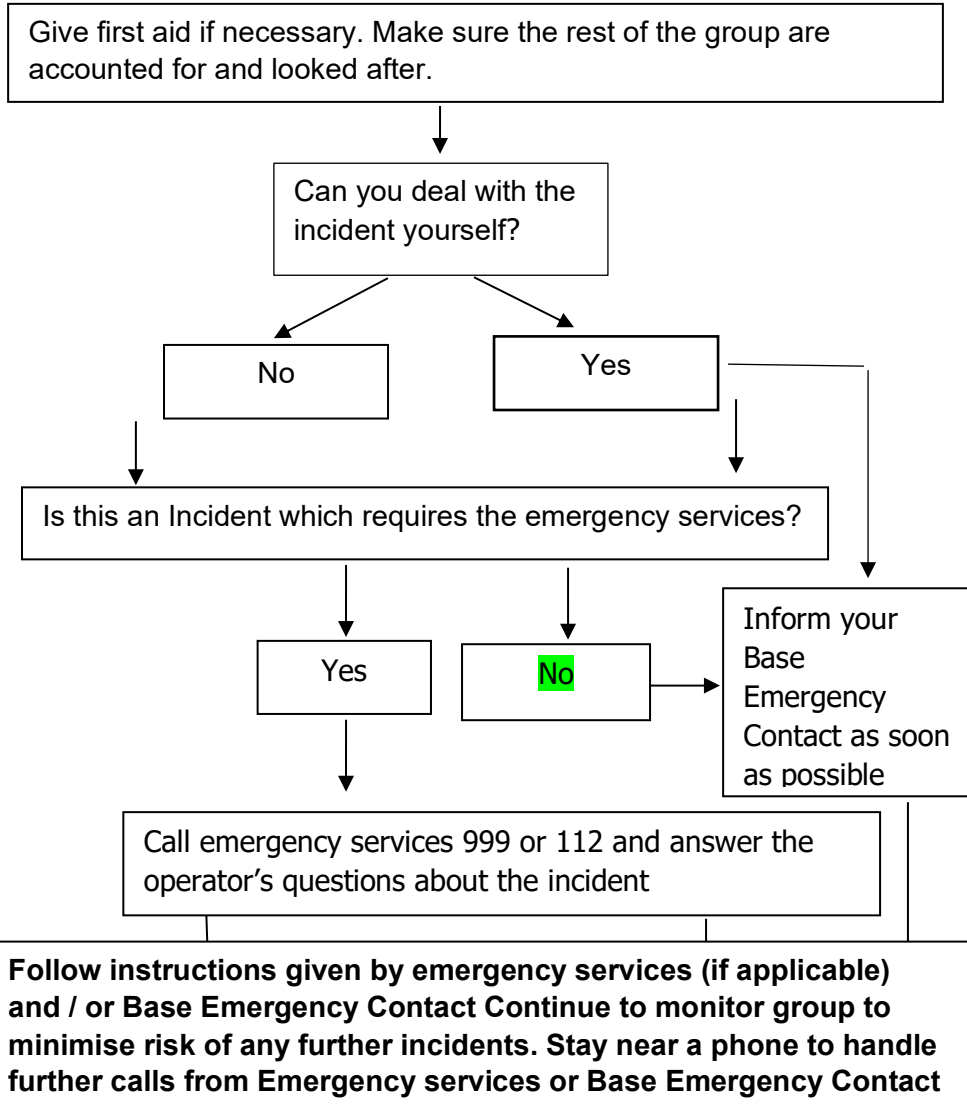 Give first aid if necessary. Make sure the rest of the group are
accounted for and looked after.
Can you deal with the
incident yourself?
No
Yes
Is this an Incident which requires the emergency services?
Yes
No
Inform your
Base
Emergency
Contact as soon
as possible
Call emergency services 999 or 112 and answer the
operator’s questions about the incident
Follow instructions given by emergency services (if applicable)
and / or Base Emergency Contact Continue to monitor group to
minimise risk of any further incidents. Stay near a phone to handle
further calls from Emergency services or Base Emergency Contact